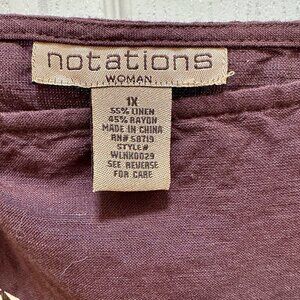 notations
WOMAN
1X
55% LINEN
45% RAYON
MADE IN CHINA
RN# 58719
STYLE#
WLNK0029
SEE REVERSE
FOR CARE